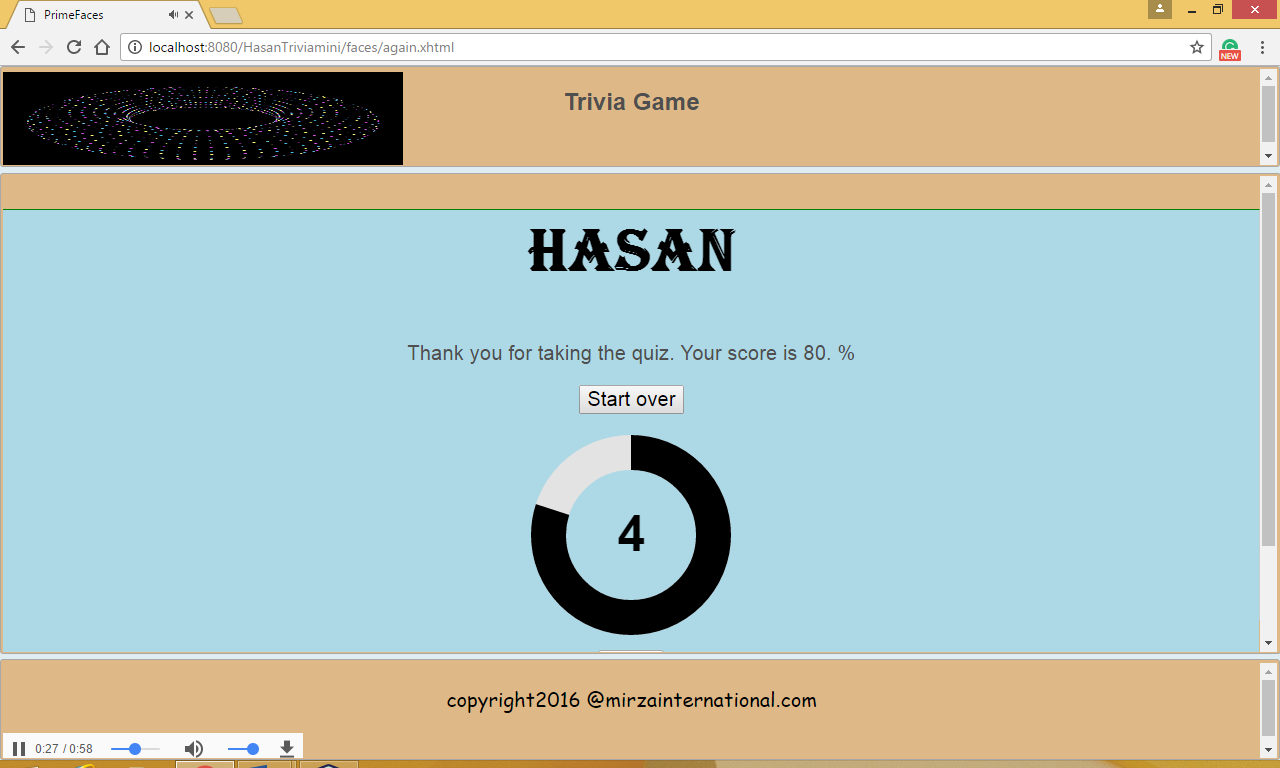 PrimeFaces
localhost:8080/HasanTriviamini/faces/again.xhtml
NEW
Trivia Game
HASAN
Thank you for taking the quiz. Your score is 80. %
Start over
4
copyright2016 @mirzainternational.com
0:27 / 0:58